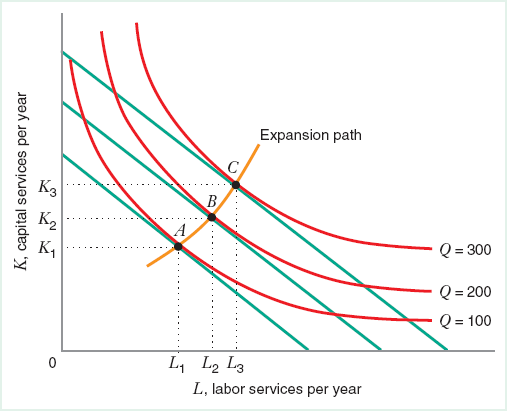 K, capital services per year
Expansion path
C
K3
B
K2
A
K1
Q = 300
Q = 200
Q = 100
0
L1 L2 L3
L, labor services per year